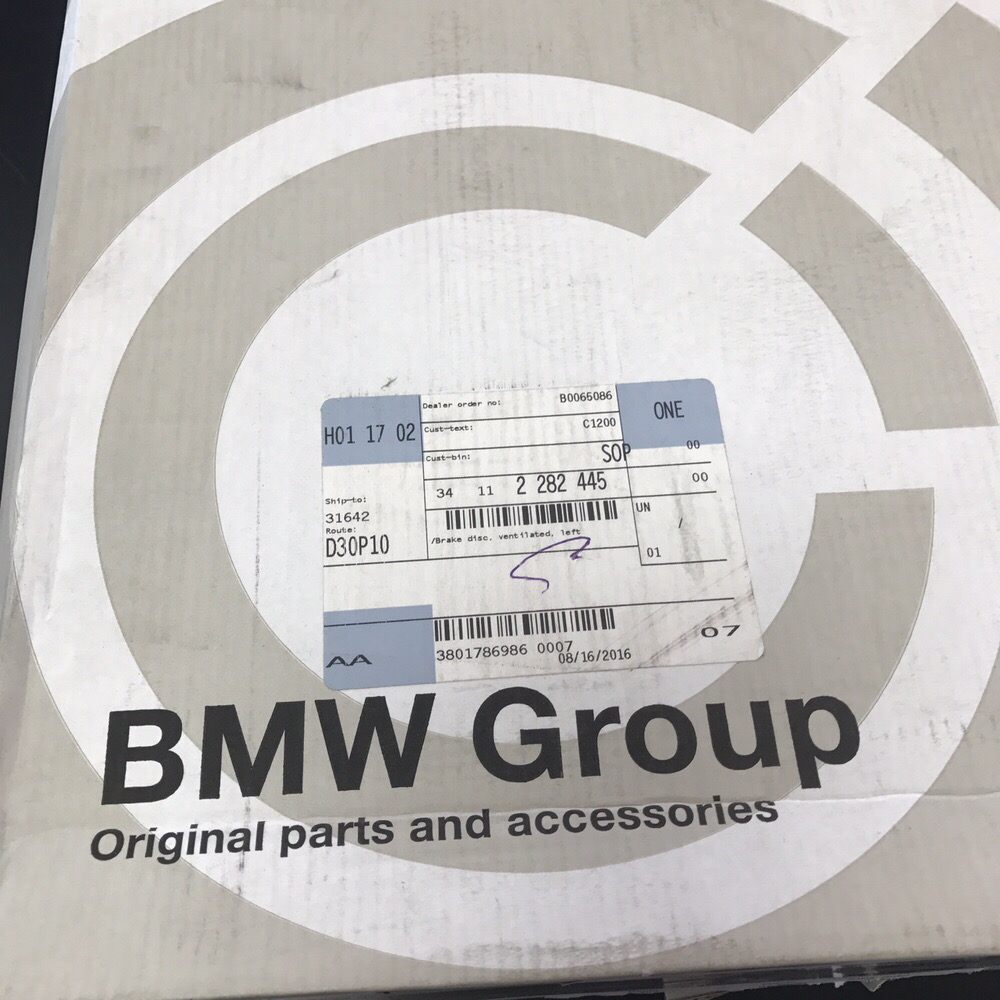 H01 17 02
Dealer order no: B0065086
Cust-text: C1200
Cust-bin: SOP
ONE
00
34 11 2 282 445
00
Ship-to:
31642
Route:
D30P10
/Brake disc, ventilated, left
UN
/
01
AA
3801786986 0007
08/16/2016
07
BMW Group
Original parts and accessories